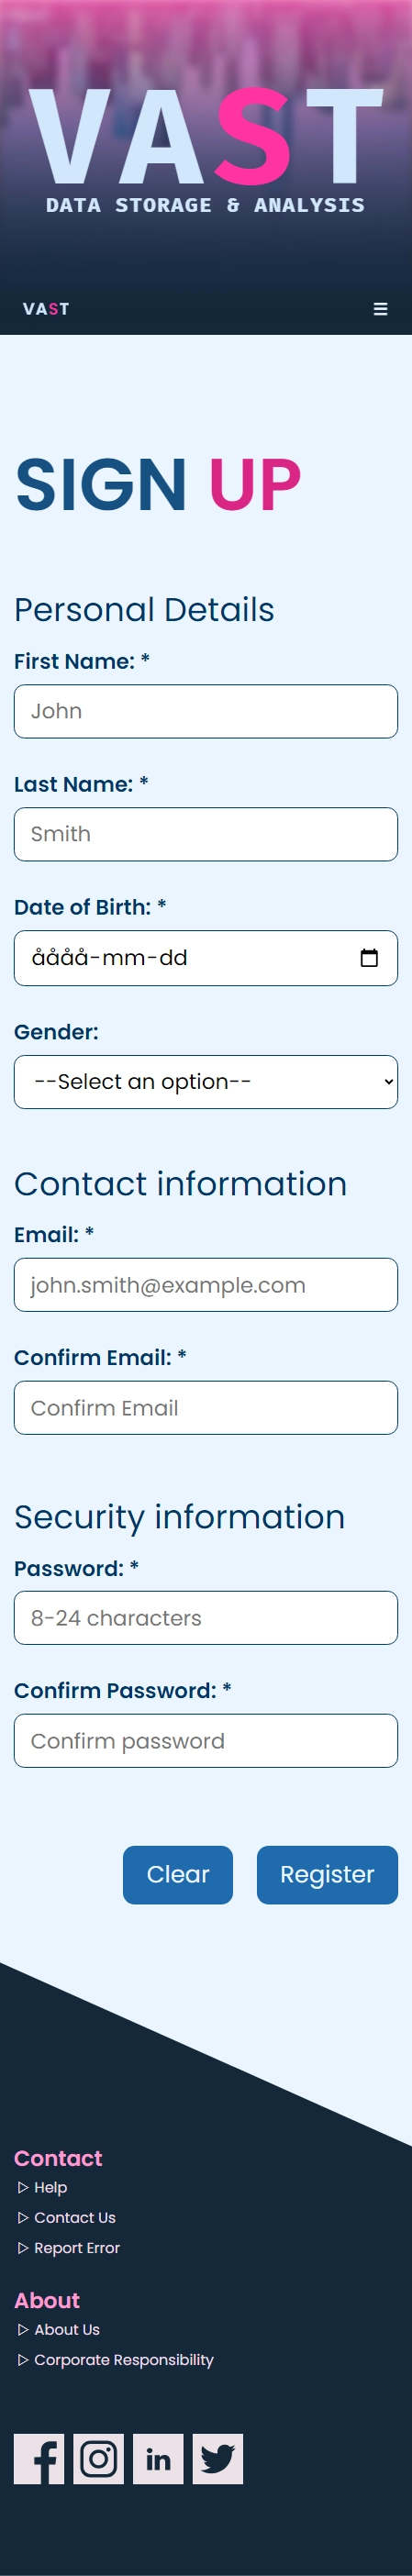 VAST
DATA STORAGE & ANALYSIS
VAST
SIGN UP
Personal Details
First Name: *
John
Last Name: *
Smith
Date of Birth: *
åååå-mm-dd
Gender:
--Select an option--
Contact information
Email: *
john.smith@example.com
Confirm Email: *
Confirm Email
Security information
Password: *
8-24 characters
Confirm Password: *
Confirm password
Clear Register
Contact
Help
Contact Us
Report Error
About
About Us
Corporate Responsibility